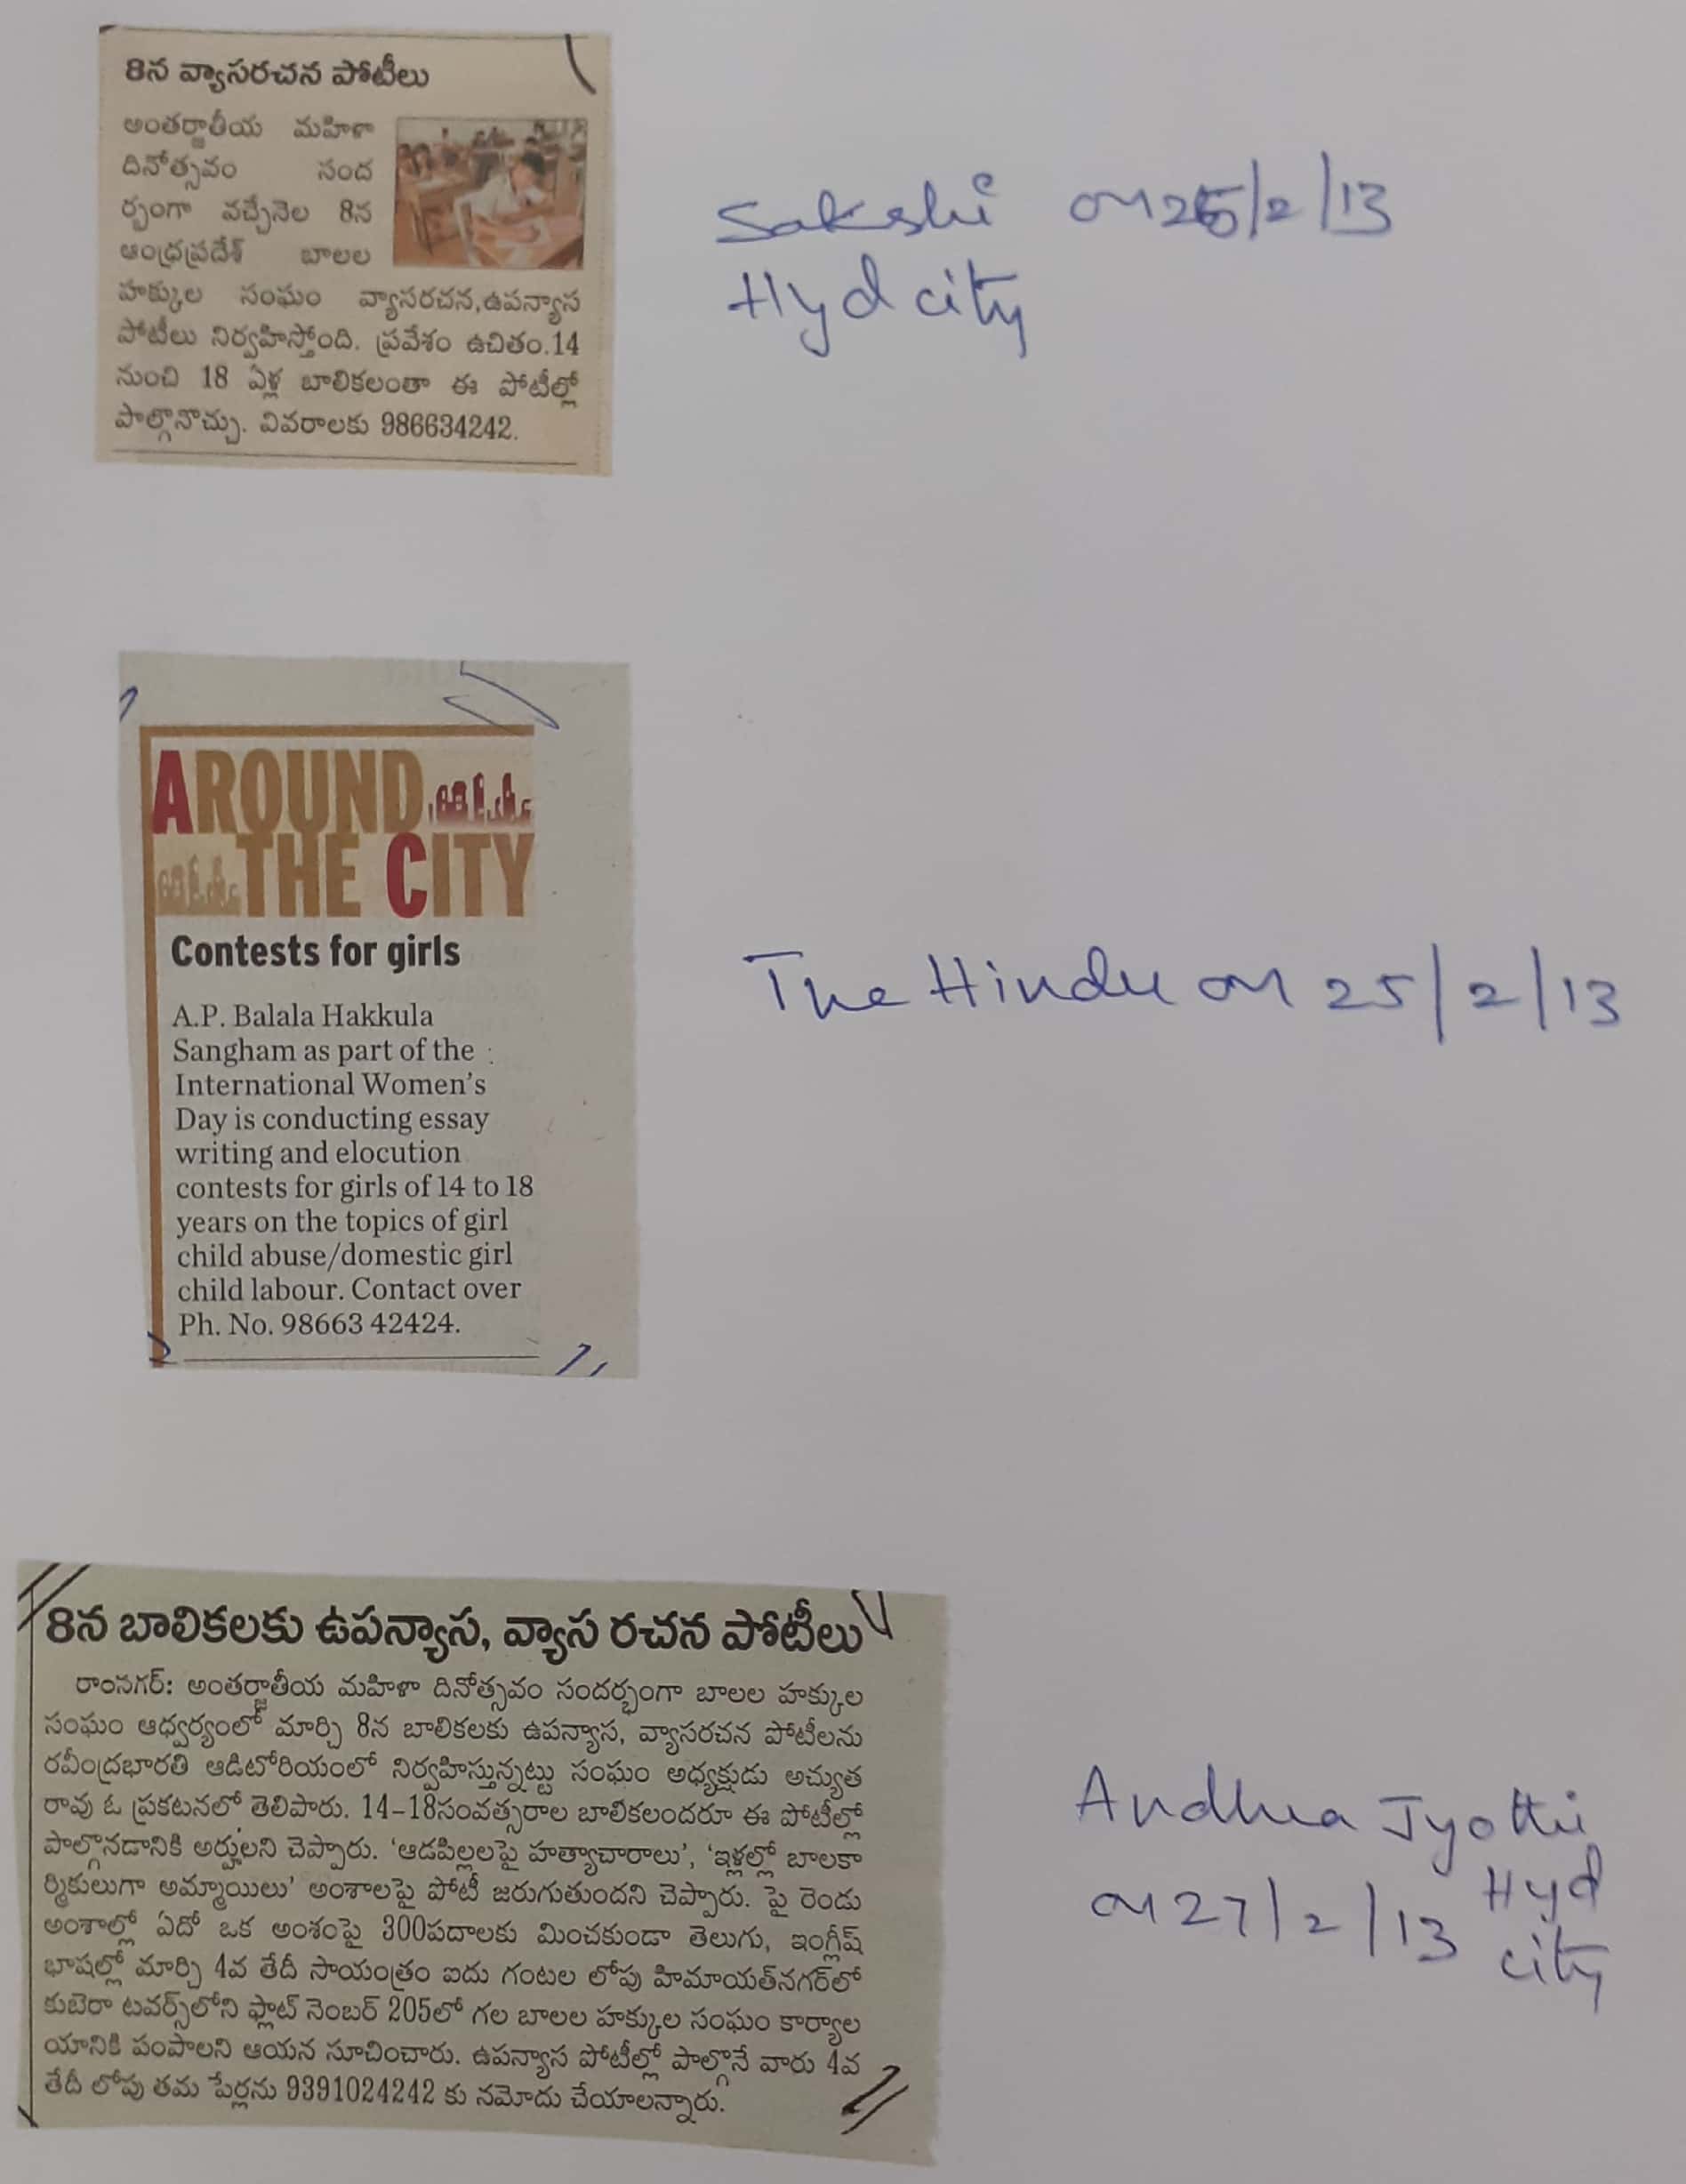 8న వ్యాసరచన పోటీలు
అంతర్జాతీయ మహిళా
దినోత్సవం సంద
ర్భంగా వచ్చేనెల 8న
ఆంధ్రప్రదేశ్ బాలల
హక్కుల సంఘం వ్యాసరచన,ఉపన్యాస
పోటీలు నిర్వహిస్తోంది. ప్రవేశం ఉచితం.14
నుంచి 18 ఏళ్ల బాలికలంతా ఈ పోటీల్లో
పాల్గొనొచ్చు. వివరాలకు 986634242.
Sakshi on /2/13
Hyd city
AROUND
THE CITY
Contests for girls
A.P. Balala Hakkula
Sangham as part of the
International Women's
Day is conducting essay
writing and elocution
contests for girls of 14 to 18
years on the topics of girl
child abuse/domestic girl
child labour. Contact over
Ph. No. 98663 42424.
The Hindu on 25/2/13
8న బాలికలకు ఉపన్యాస, వ్యాస రచన పోటీలు
రాంనగర్: అంతర్జాతీయ మహిళా దినోత్సవం సందర్భంగా బాలల హక్కుల
సంఘం ఆధ్వర్యంలో మార్చి 8న బాలికలకు ఉపన్యాస, వ్యాసరచన పోటీలను
రవీంద్రభారతి ఆడిటోరియంలో నిర్వహిస్తున్నట్టు సంఘం అధ్యక్షుడు అచ్యుత
రావు ఓ ప్రకటనలో తెలిపారు. 14-18సంవత్సరాల బాలికలందరూ ఈ పోటీల్లో
పాల్గొనడానికి అర్హులని చెప్పారు. 'ఆడపిల్లలపై హత్యాచారాలు', 'ఇళ్లల్లో బాలకా
ర్మికులుగా అమ్మాయిలు' అంశాలపై పోటీ జరుగుతుందని చెప్పారు. పై రెండు
అంశాల్లో ఏదో ఒక అంశంపై 300పదాలకు మించకుండా తెలుగు, ఇంగ్లీష్
భాషల్లో మార్చి 4వ తేదీ సాయంత్రం ఐదు గంటల లోపు హిమాయత్‌నగర్‌లో
కుబెరా టవర్స్‌లోని ఫ్లాట్ నెంబర్ 205లో గల బాలల హక్కుల సంఘం కార్యాల
యానికి పంపాలని ఆయన సూచించారు. ఉపన్యాస పోటీల్లో పాల్గొనే వారు 4వ
తేదీ లోపు తమ పేర్లను 9391024242 కు నమోదు చేయాలన్నారు.
Andhra Jyothi
Hyd
on 27/2/13
city